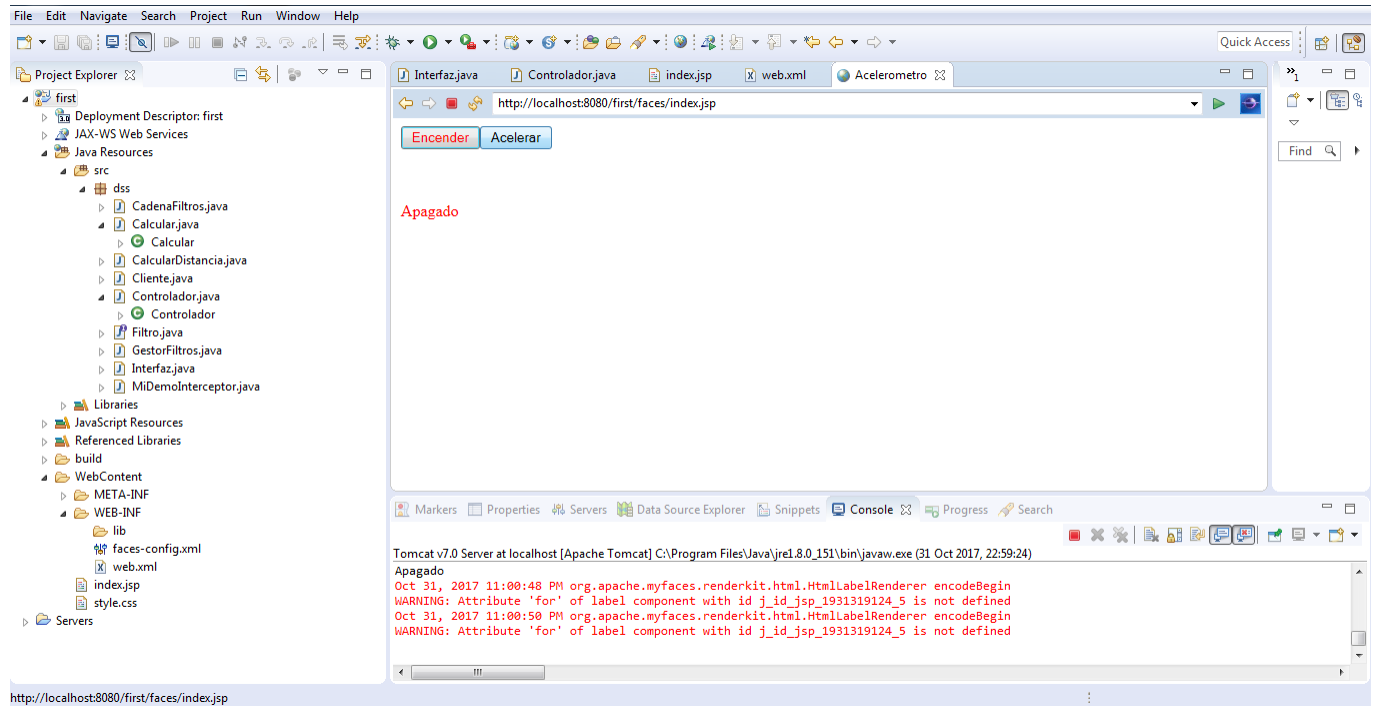 File Edit Navigate Search Project Run Window Help
Quick Access
Project Explorer
first
Deployment Descriptor: first
JAX-WS Web Services
Java Resources
src
dss
CadenaFiltros.java
Calcular.java
Calcular
CalcularDistancia.java
Cliente.java
Controlador.java
Controlador
Filtro.java
GestorFiltros.java
Interfaz.java
MiDemoInterceptor.java
Libraries
JavaScript Resources
Referenced Libraries
build
WebContent
META-INF
WEB-INF
lib
faces-config.xml
web.xml
index.jsp
style.css
Servers
Interfaz.java Controlador.java index.jsp web.xml Acelerometro
http://localhost:8080/first/faces/index.jsp
Encender Acelerar
Apagado
»1
Find
Markers Properties Servers Data Source Explorer Snippets Console Progress Search
Tomcat v7.0 Server at localhost [Apache Tomcat] C:\Program Files\Java\jre1.8.0_151\bin\javaw.exe (31 Oct 2017, 22:59:24)
Apagado
Oct 31, 2017 11:00:48 PM org.apache.myfaces.renderkit.html.HtmlLabelRenderer encodeBegin
WARNING: Attribute 'for' of label component with id j_id_jsp_1931319124_5 is not defined
Oct 31, 2017 11:00:50 PM org.apache.myfaces.renderkit.html.HtmlLabelRenderer encodeBegin
WARNING: Attribute 'for' of label component with id j_id_jsp_1931319124_5 is not defined
http://localhost:8080/first/faces/index.jsp